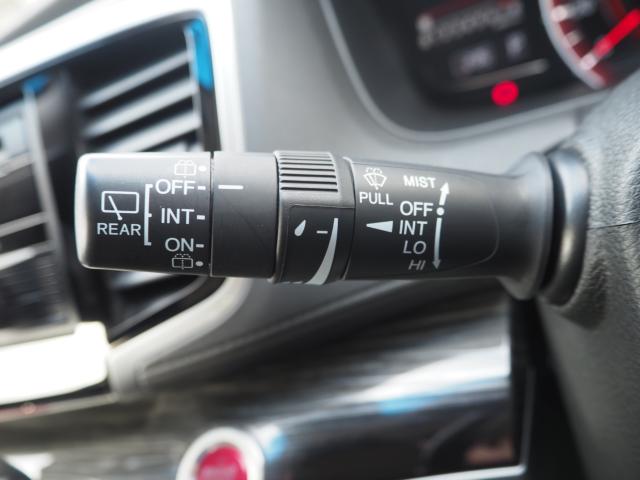 REAR
OFF
INT
ON
PULL
MIST
OFF
INT
LO
HI